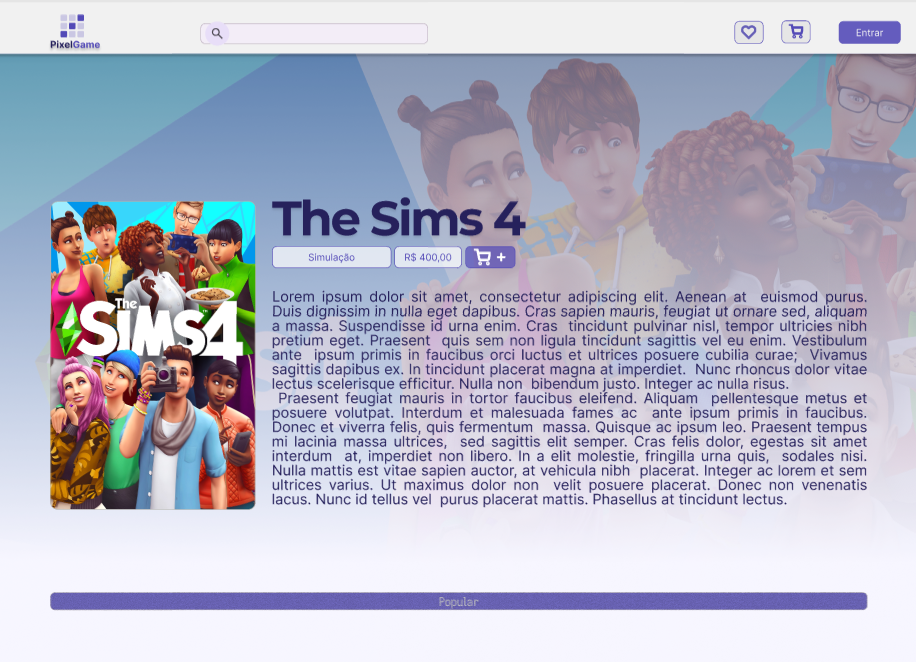 PixelGame
Entrar
The Sims 4
Simulação
R$ 400,00
+
The
SIMS4
Lorem ipsum dolor sit amet, consectetur adipiscing elit. Aenean at euismod purus.
Duis dignissim in nulla eget dapibus. Cras sapien mauris, feugiat ut ornare sed, aliquam
a massa. Suspendisse id urna enim. Cras tincidunt pulvinar nisl, tempor ultricies nibh
pretium eget. Praesent quis sem non ligula tincidunt sagittis vel eu enim. Vestibulum
ante ipsum primis in faucibus orci luctus et ultrices posuere cubilia curae; Vivamus
sagittis dapibus ex. In tincidunt placerat magna at imperdiet. Nunc rhoncus dolor vitae
lectus scelerisque efficitur. Nulla non bibendum justo. Integer ac nulla risus.
Praesent feugiat mauris in tortor faucibus eleifend. Aliquam pellentesque metus et
posuere volutpat. Interdum et malesuada fames ac ante ipsum primis in faucibus.
Donec et viverra felis, quis fermentum massa. Quisque ac ipsum leo. Praesent tempus
mi lacinia massa ultrices, sed sagittis elit semper. Cras felis dolor, egestas sit amet
interdum at, imperdiet non libero. In a elit molestie, fringilla urna quis, sodales nisi.
Nulla mattis est vitae sapien auctor, at vehicula nibh placerat. Integer ac lorem et sem
ultrices varius. Ut maximus dolor non velit posuere placerat. Donec non venenatis
lacus. Nunc id tellus vel purus placerat mattis. Phasellus at tincidunt lectus.
Popular